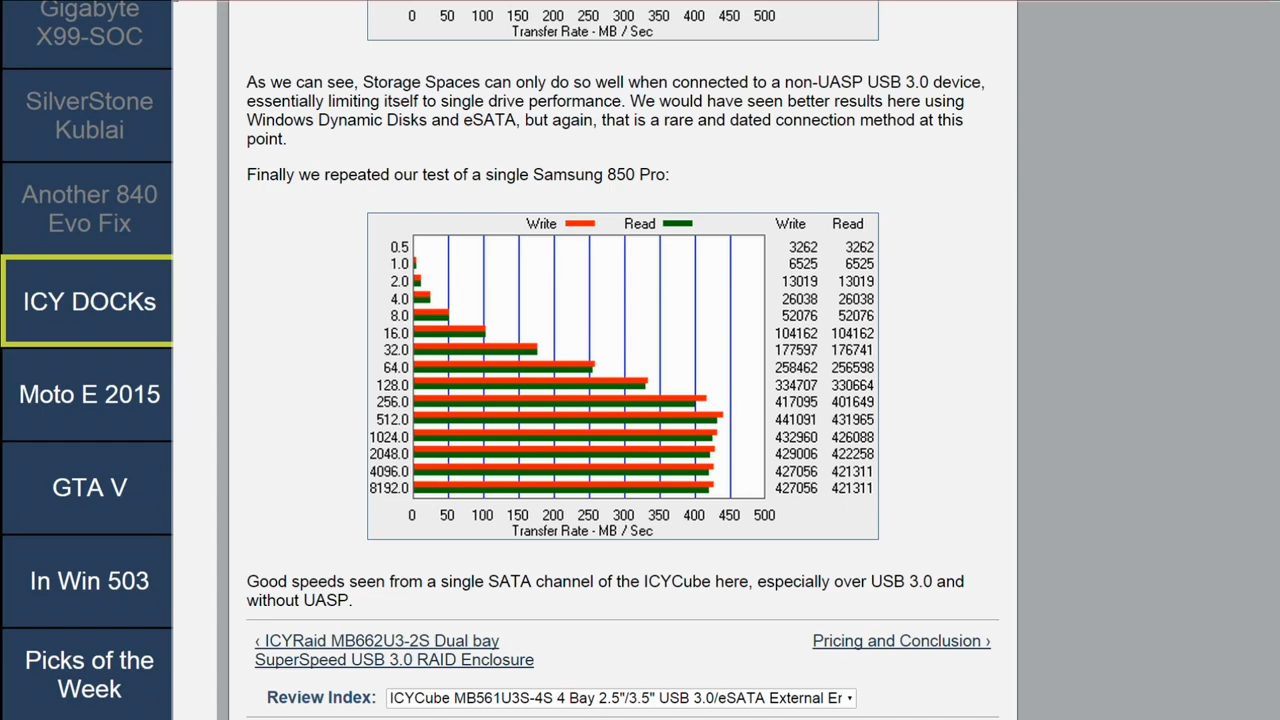 Gigabyte
X99-SOC
SilverStone
Kublai
Another 840
Evo Fix
ICY DOCKs
Moto E 2015
GTA V
In Win 503
Picks of the
Week
0 50 100 150 200 250 300 350 400 450 500
Transfer Rate - MB / Sec
As we can see, Storage Spaces can only do so well when connected to a non-UASP USB 3.0 device,
essentially limiting itself to single drive performance. We would have seen better results here using
Windows Dynamic Disks and eSATA, but again, that is a rare and dated connection method at this
point.
Finally we repeated our test of a single Samsung 850 Pro:
Write Read Write Read
0.5 3262 3262
1.0 6525 6525
2.0 13019 13019
4.0 26038 26038
8.0 52076 52076
16.0 104162 104162
32.0 177597 176741
64.0 258462 256598
128.0 334707 330664
256.0 417095 401649
512.0 441091 431965
1024.0 432960 426088
2048.0 429006 422258
4096.0 427056 421311
8192.0 427056 421311
0 50 100 150 200 250 300 350 400 450 500
Transfer Rate - MB / Sec
Good speeds seen from a single SATA channel of the ICYCube here, especially over USB 3.0 and
without UASP.
‹ ICYRaid MB662U3-2S Dual bay
SuperSpeed USB 3.0 RAID Enclosure
Pricing and Conclusion ›
Review Index: ICYCube MB561U3S-4S 4 Bay 2.5"/3.5" USB 3.0/eSATA External Er